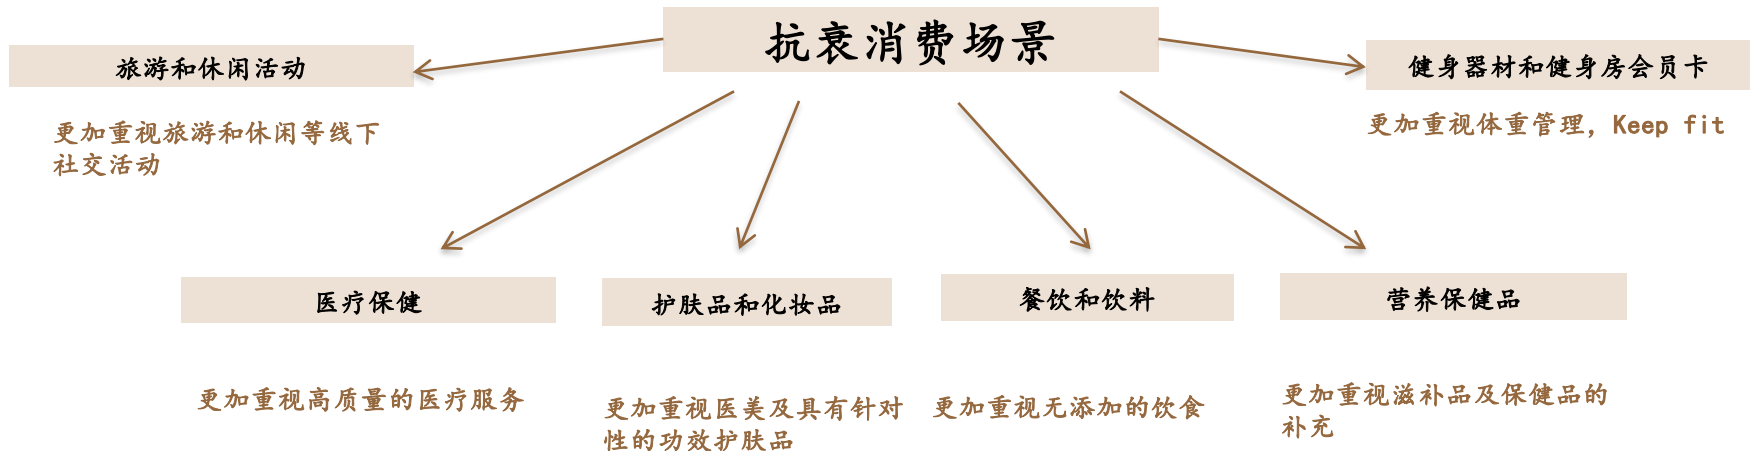 抗衰消费场景
旅游和休闲活动
更加重视旅游和休闲等线下
社交活动
健身器材和健身房会员卡
更加重视体重管理，Keep fit
医疗保健
更加重视高质量的医疗服务
护肤品和化妆品
更加重视医美及具有针对
性的功效护肤品
餐饮和饮料
更加重视无添加的饮食
营养保健品
更加重视滋补品及保健品的
补充